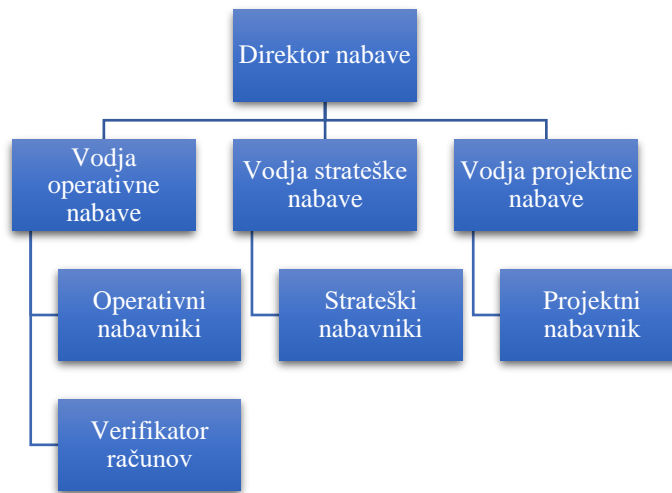 Direktor nabave
Vodja
operativne
nabave
Vodja strateške
nabave
Vodja projektne
nabave
Operativni
nabavniki
Strateški
nabavniki
Projektni
nabavnik
Verifikator
računov